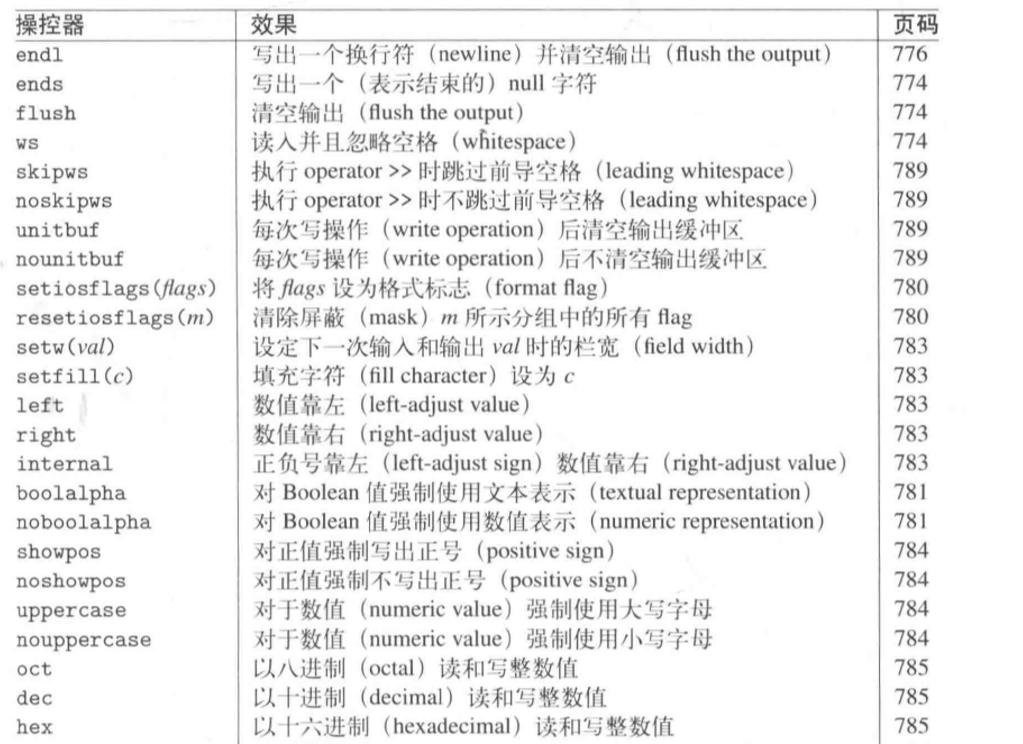 操控器 效果 页码
endl 写出一个换行符（newline）并清空输出（flush the output） 776
ends 写出一个（表示结束的）null 字符 774
flush 清空输出（flush the output） 774
ws 读入并且忽略空格（whitespace） 774
skipws 执行 operator >> 时跳过前导空格（leading whitespace） 789
noskipws 执行 operator >> 时不跳过前导空格（leading whitespace） 789
unitbuf 每次写操作（write operation）后清空输出缓冲区 789
nounitbuf 每次写操作（write operation）后不清空输出缓冲区 789
setiosflags(flags) 将 flags 设为格式标志（format flag） 780
resetiosflags(m) 清除屏蔽（mask）m 所示分组中的所有 flag 780
setw(val) 设定下一次输入和输出 val 时的栏宽（field width） 783
setfill(c) 填充字符（fill character）设为 c 783
left 数值靠左（left-adjust value） 783
right 数值靠右（right-adjust value） 783
internal 正负号靠左（left-adjust sign）数值靠右（right-adjust value） 783
boolalpha 对 Boolean 值强制使用文本表示（textual representation） 781
noboolalpha 对 Boolean 值强制使用数值表示（numeric representation） 781
showpos 对正值强制写出正号（positive sign） 784
noshowpos 对正值强制不写出正号（positive sign） 784
uppercase 对于数值（numeric value）强制使用大写字母 784
nouppercase 对于数值（numeric value）强制使用小写字母 784
oct 以八进制（octal）读和写整数值 785
dec 以十进制（decimal）读和写整数值 785
hex 以十六进制（hexadecimal）读和写整数值 785